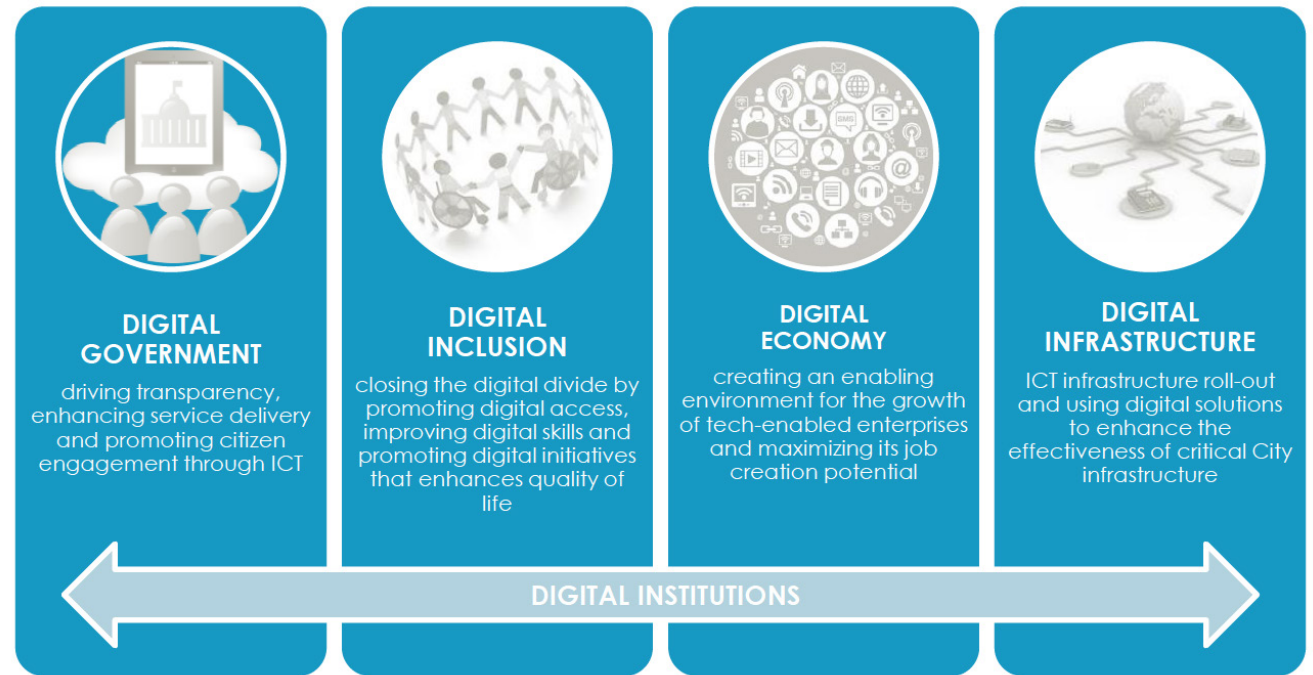 DIGITAL
GOVERNMENT
driving transparency,
enhancing service delivery
and promoting citizen
engagement through ICT
DIGITAL
INCLUSION
closing the digital divide by
promoting digital access,
improving digital skills and
promoting digital initiatives
that enhances quality of
life
SMS
@
DIGITAL
ECONOMY
creating an enabling
environment for the growth
of tech-enabled enterprises
and maximizing its job
creation potential
DIGITAL
INFRASTRUCTURE
ICT infrastructure roll-out
and using digital solutions
to enhance the
effectiveness of critical City
infrastructure
DIGITAL INSTITUTIONS